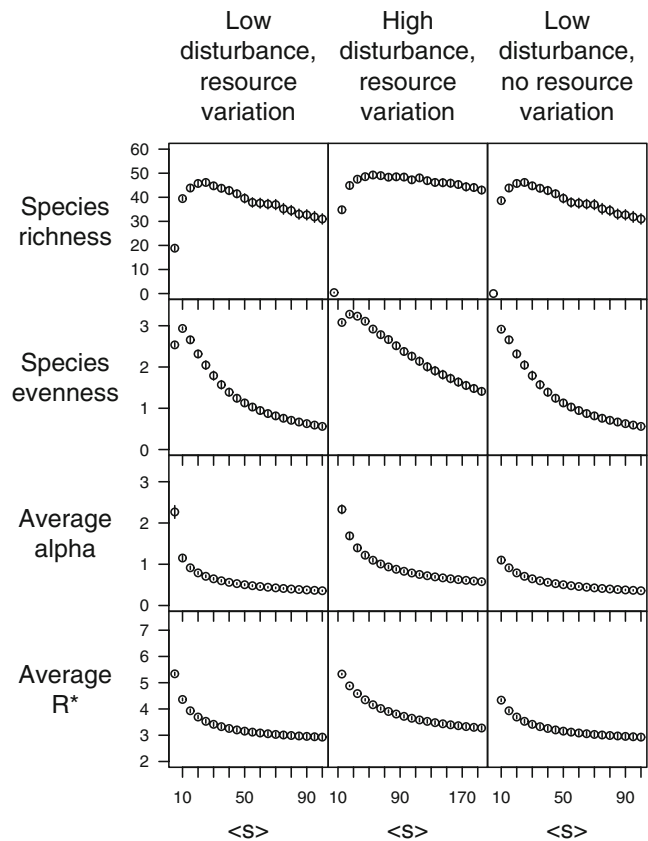 Low disturbance, resource variation
High disturbance, resource variation
Low disturbance, no resource variation
Species richness
60
50
40
30
20
10
0
Species evenness
3
2
1
0
Average alpha
3
2
1
0
Average R*
7
6
5
4
3
2
10 50 90
10 90 170
10 50 90
<s>
<s>
<s>